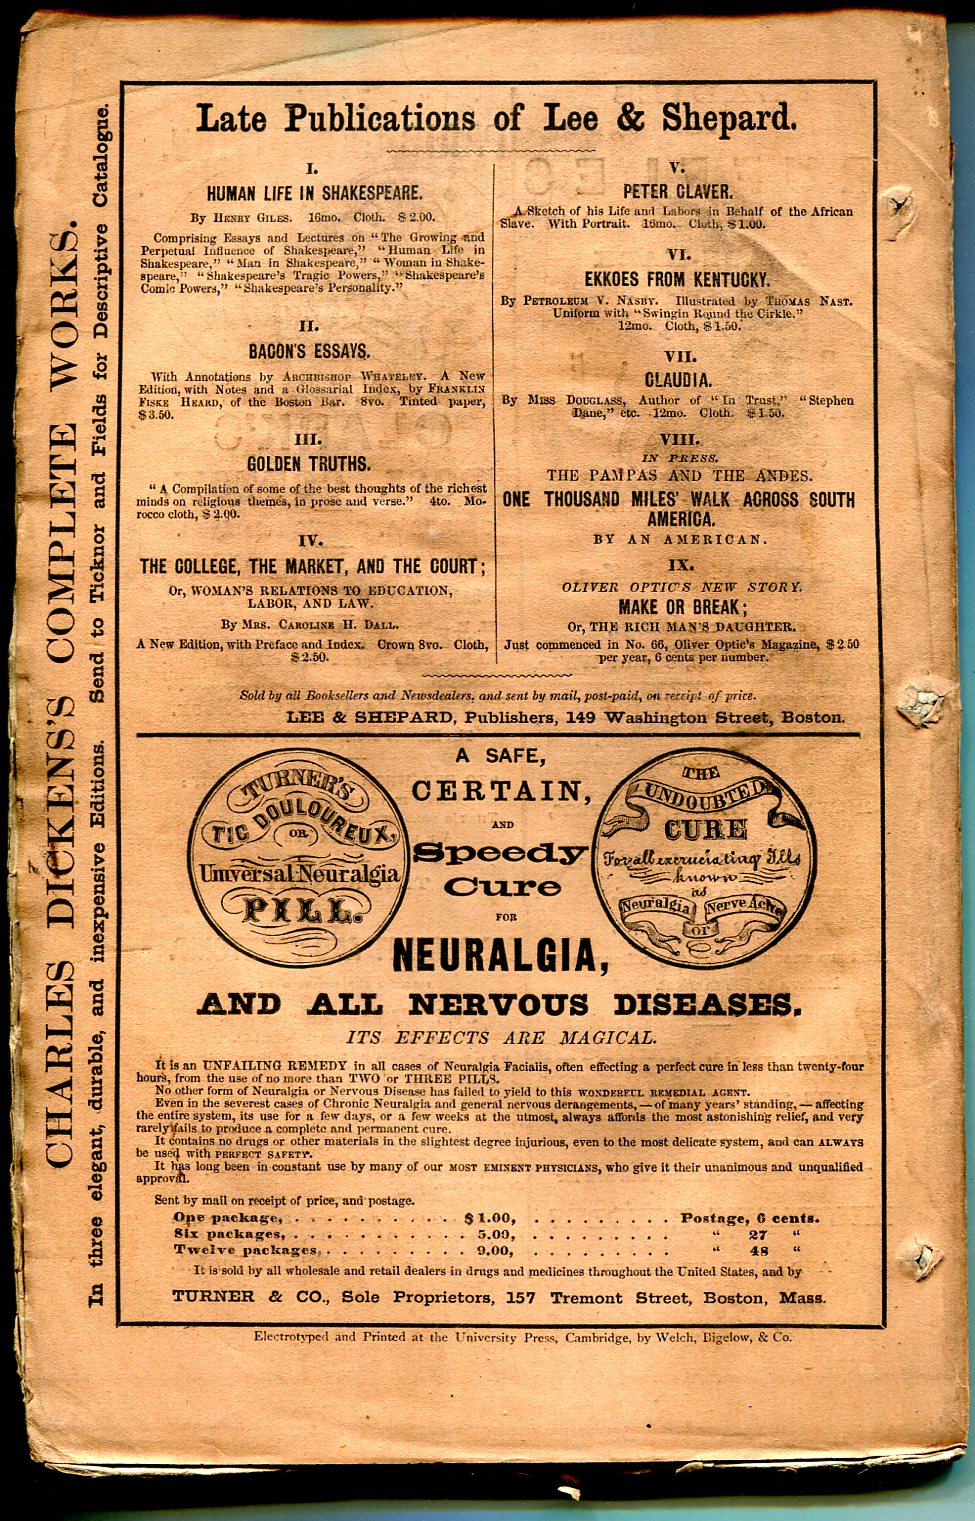 CHARLES DICKENS'S COMPLETE WORKS.
In three elegant, durable, and inexpensive Editions. Send to Ticknor and Fields for Descriptive Catalogue.
Late Publications of Lee & Shepard.
I.
HUMAN LIFE IN SHAKESPEARE.
By HENRY GILES. 16mo. Cloth. $2.00.
Comprising Essays and Lectures on "The Growing and
Perpetual Influence of Shakespeare," "Human Life in
Shakespeare," "Man in Shakespeare," "Woman in Shake-
speare," "Shakespeare's Tragic Powers," "Shakespeare's
Comic Powers," "Shakespeare's Personality."
II.
BACON'S ESSAYS.
With Annotations by ARCHBISHOP WHATELEY. A New
Edition, with Notes and a Glossarial Index, by FRANKLIN
FISKE HEARD, of the Boston Bar. 8vo. Tinted paper,
$3.50.
III.
GOLDEN TRUTHS.
"A Compilation of some of the best thoughts of the richest
minds on religious themes, in prose and verse." 4to. Mo-
rocco cloth, $2.00.
IV.
THE COLLEGE, THE MARKET, AND THE COURT;
Or, WOMAN'S RELATIONS TO EDUCATION,
LABOR, AND LAW.
By MRS. CAROLINE H. DALL.
A New Edition, with Preface and Index. Crown 8vo. Cloth,
$2.50.
V.
PETER CLAVER.
A Sketch of his Life and Labors in Behalf of the African
Slave. With Portrait. 16mo. Cloth, $1.00.
VI.
EKKOES FROM KENTUCKY.
By PETROLEUM V. NASBY. Illustrated by THOMAS NAST.
Uniform with "Swingin Round the Cirkle."
12mo. Cloth, $1.50.
VII.
CLAUDIA.
By MISS DOUGLASS, Author of "In Trust," "Stephen
Dane," etc. 12mo. Cloth. $1.50.
VIII.
IN PRESS.
THE PAMPAS AND THE ANDES.
ONE THOUSAND MILES' WALK ACROSS SOUTH
AMERICA.
BY AN AMERICAN.
IX.
OLIVER OPTIC'S NEW STORY.
MAKE OR BREAK;
Or, THE RICH MAN'S DAUGHTER.
Just commenced in No. 66, Oliver Optic's Magazine, $2 50
per year, 6 cents per number.
Sold by all Booksellers and Newsdealers, and sent by mail, post-paid, on receipt of price.
LEE & SHEPARD, Publishers, 149 Washington Street, Boston.
TURNER'S
TIC DOULOUREUX,
OR
Universal Neuralgia
PILL.
A SAFE,
CERTAIN,
AND
Speedy
Cure
FOR
NEURALGIA,
THE
UNDOUBTED
CURE
For all excruciating Ills
known
as
Neuralgia
or
Nerve Ache
AND ALL NERVOUS DISEASES.
ITS EFFECTS ARE MAGICAL.
It is an UNFAILING REMEDY in all cases of Neuralgia Facialis, often effecting a perfect cure in less than twenty-four
hours, from the use of no more than TWO or THREE PILLS.
No other form of Neuralgia or Nervous Disease has failed to yield to this WONDERFUL REMEDIAL AGENT.
Even in the severest cases of Chronic Neuralgia and general nervous derangements, — of many years' standing, — affecting
the entire system, its use for a few days, or a few weeks at the utmost, always affords the most astonishing relief, and very
rarely fails to produce a complete and permanent cure.
It contains no drugs or other materials in the slightest degree injurious, even to the most delicate system, and can ALWAYS
be used with PERFECT SAFETY.
It has long been in constant use by many of our MOST EMINENT PHYSICIANS, who give it their unanimous and unqualified
approval.
Sent by mail on receipt of price, and postage.
One package, . . . . . . . . . . $1.00, . . . . . . . . . Postage, 6 cents.
Six packages, . . . . . . . . . . 5.00, . . . . . . . . . " 27 "
Twelve packages, . . . . . . . . . 9.00, . . . . . . . . . " 48 "
It is sold by all wholesale and retail dealers in drugs and medicines throughout the United States, and by
TURNER & CO., Sole Proprietors, 157 Tremont Street, Boston, Mass.
Electrotyped and Printed at the University Press, Cambridge, by Welch, Bigelow, & Co.